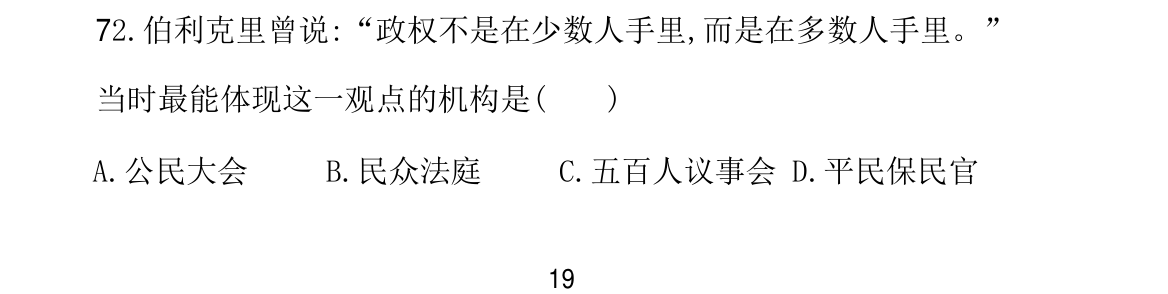 72.伯利克里曾说:“政权不是在少数人手里,而是在多数人手里。”
当时最能体现这一观点的机构是(  )
A.公民大会 B.民众法庭 C.五百人议事会 D.平民保民官
19